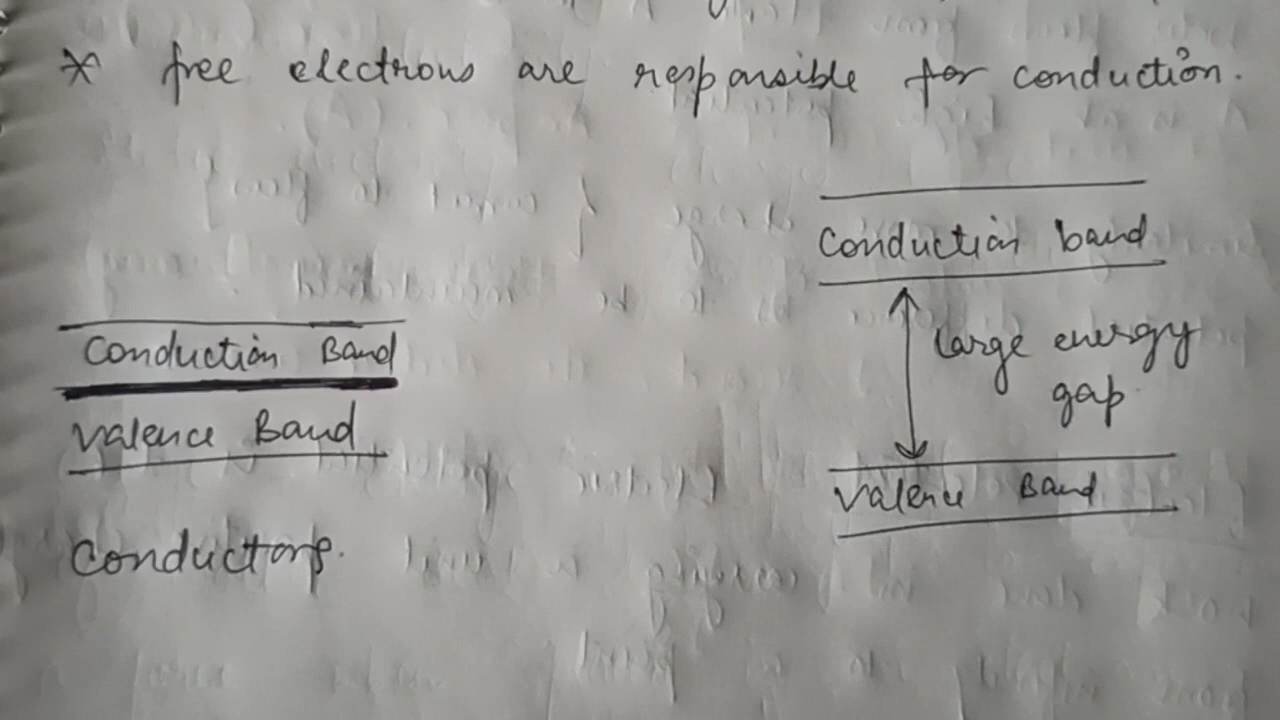 * free electrons are responsible for conduction.
Conduction band
large energy
gap
Conduction Band
Valence Band
Valence Band
Conductors.